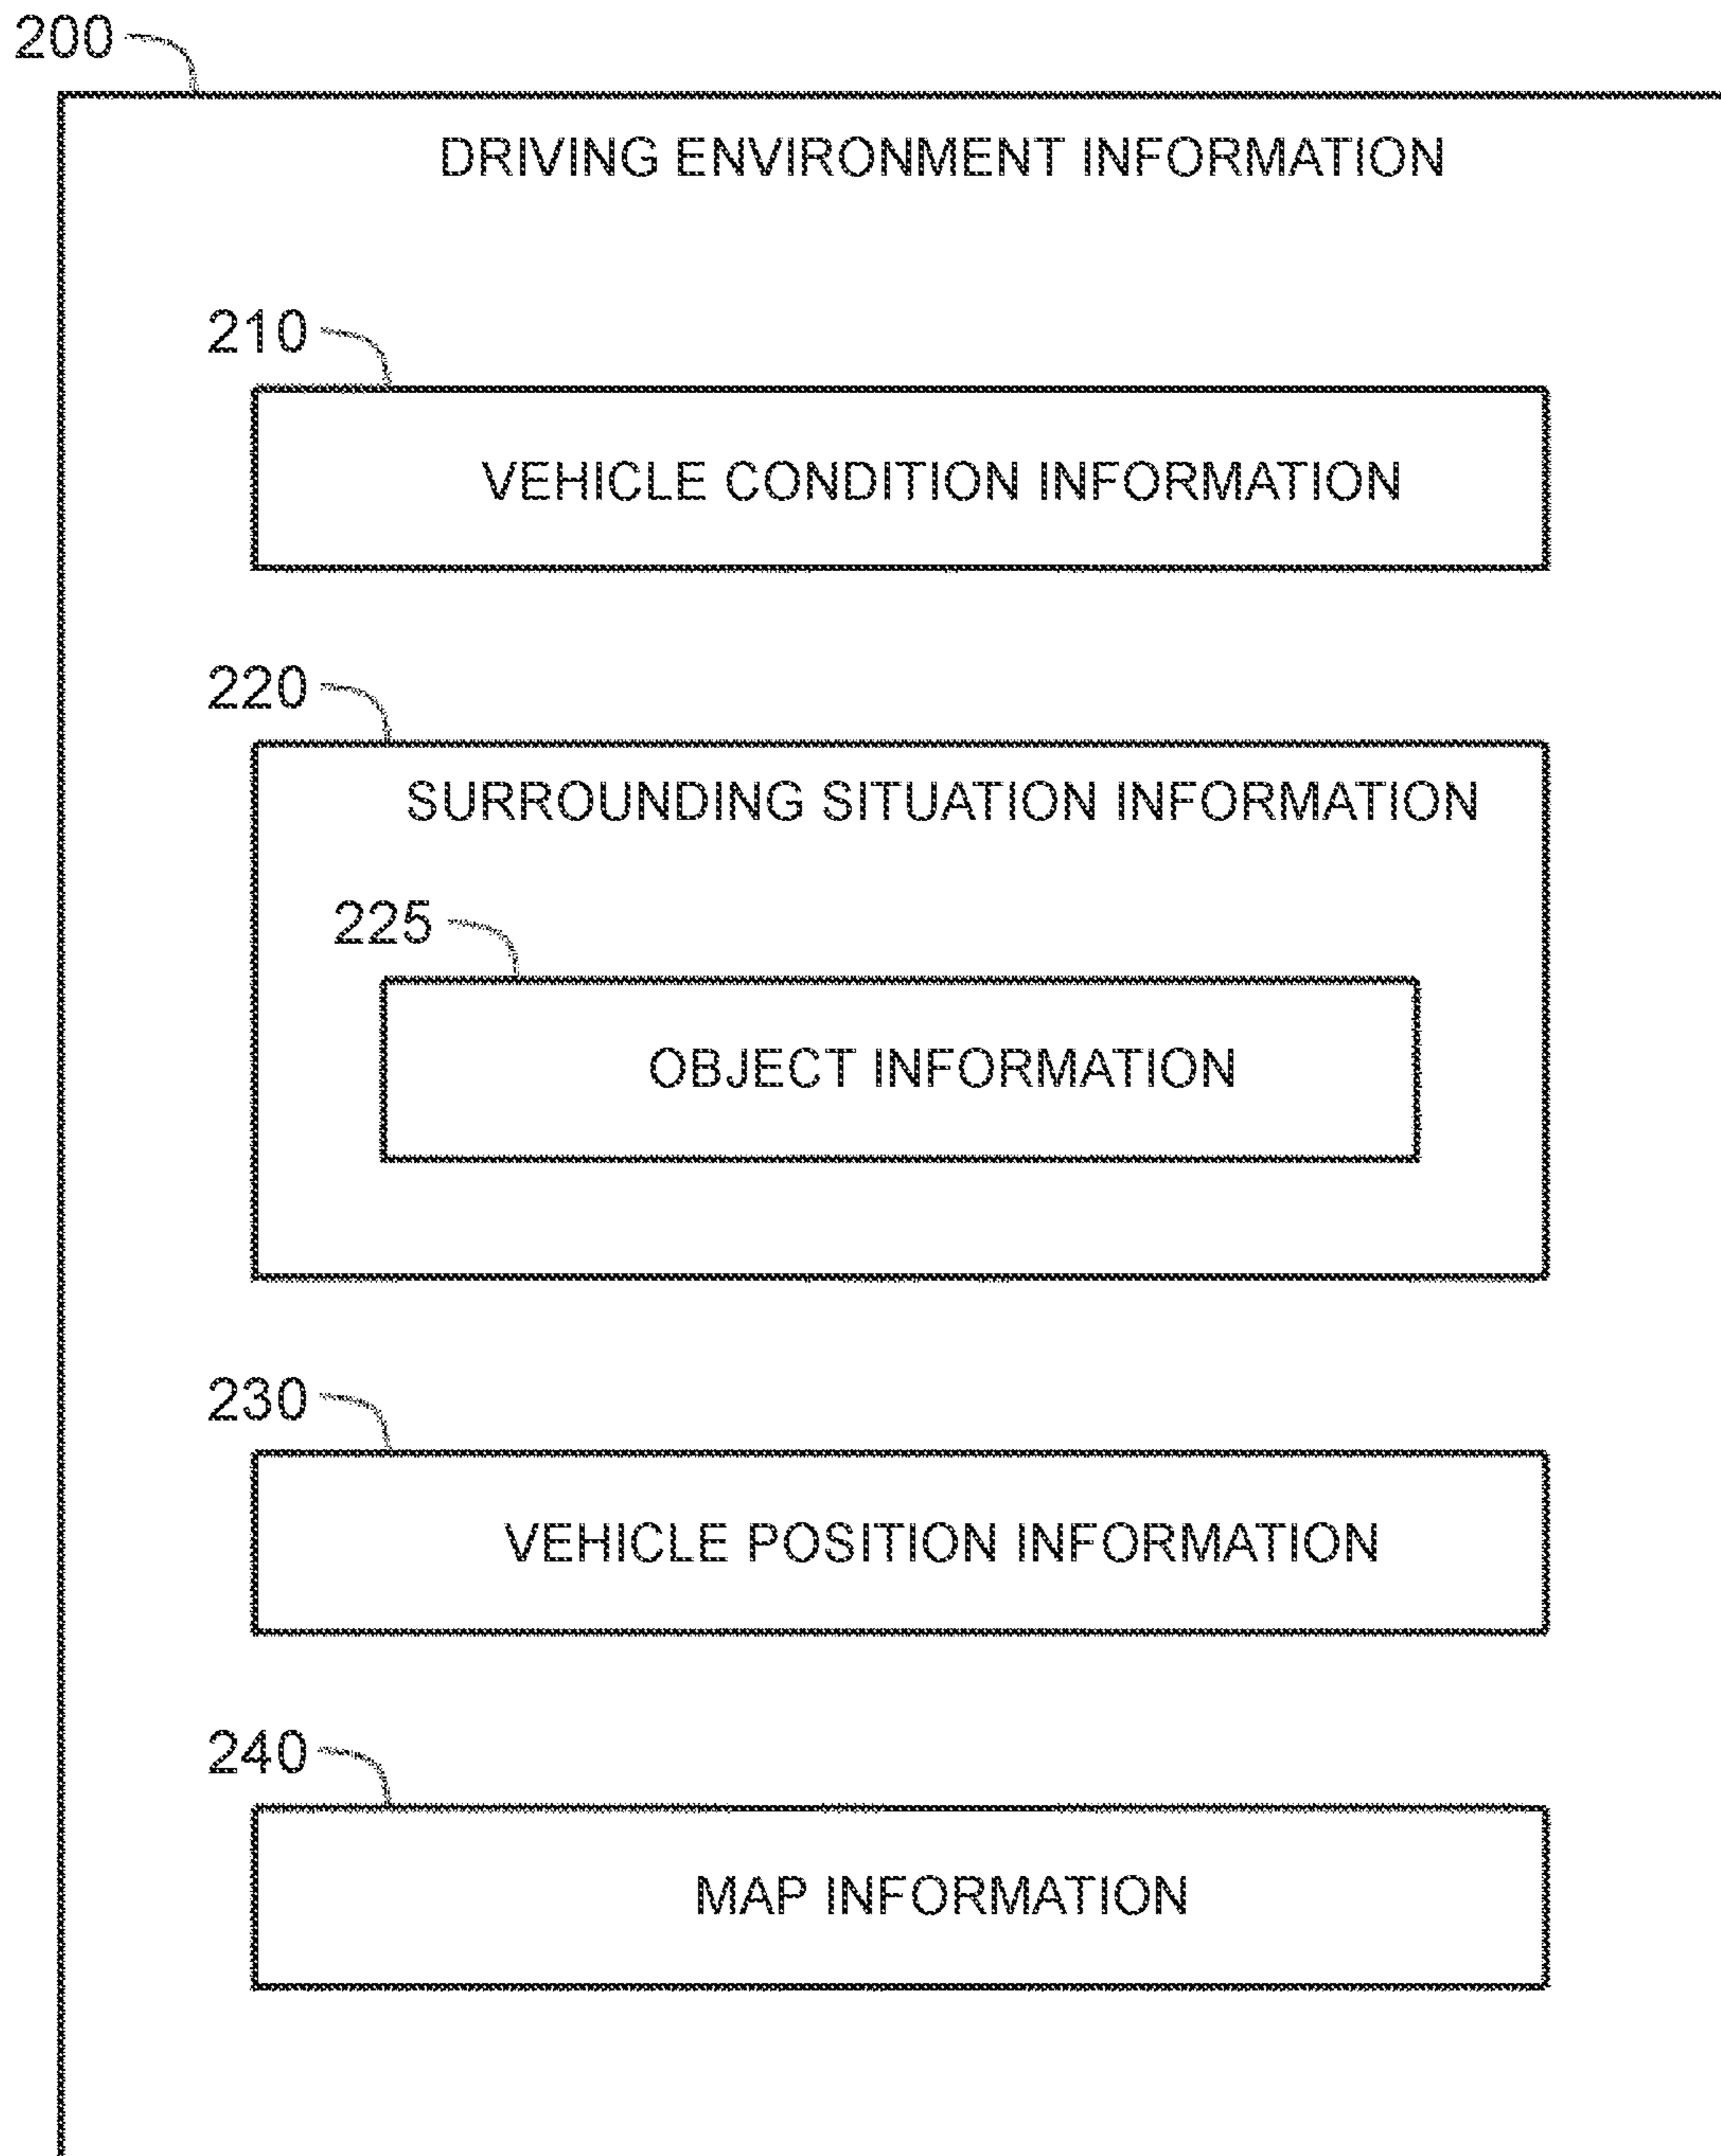 200
DRIVING ENVIRONMENT INFORMATION
210
VEHICLE CONDITION INFORMATION
220
SURROUNDING SITUATION INFORMATION
225
OBJECT INFORMATION
230
VEHICLE POSITION INFORMATION
240
MAP INFORMATION